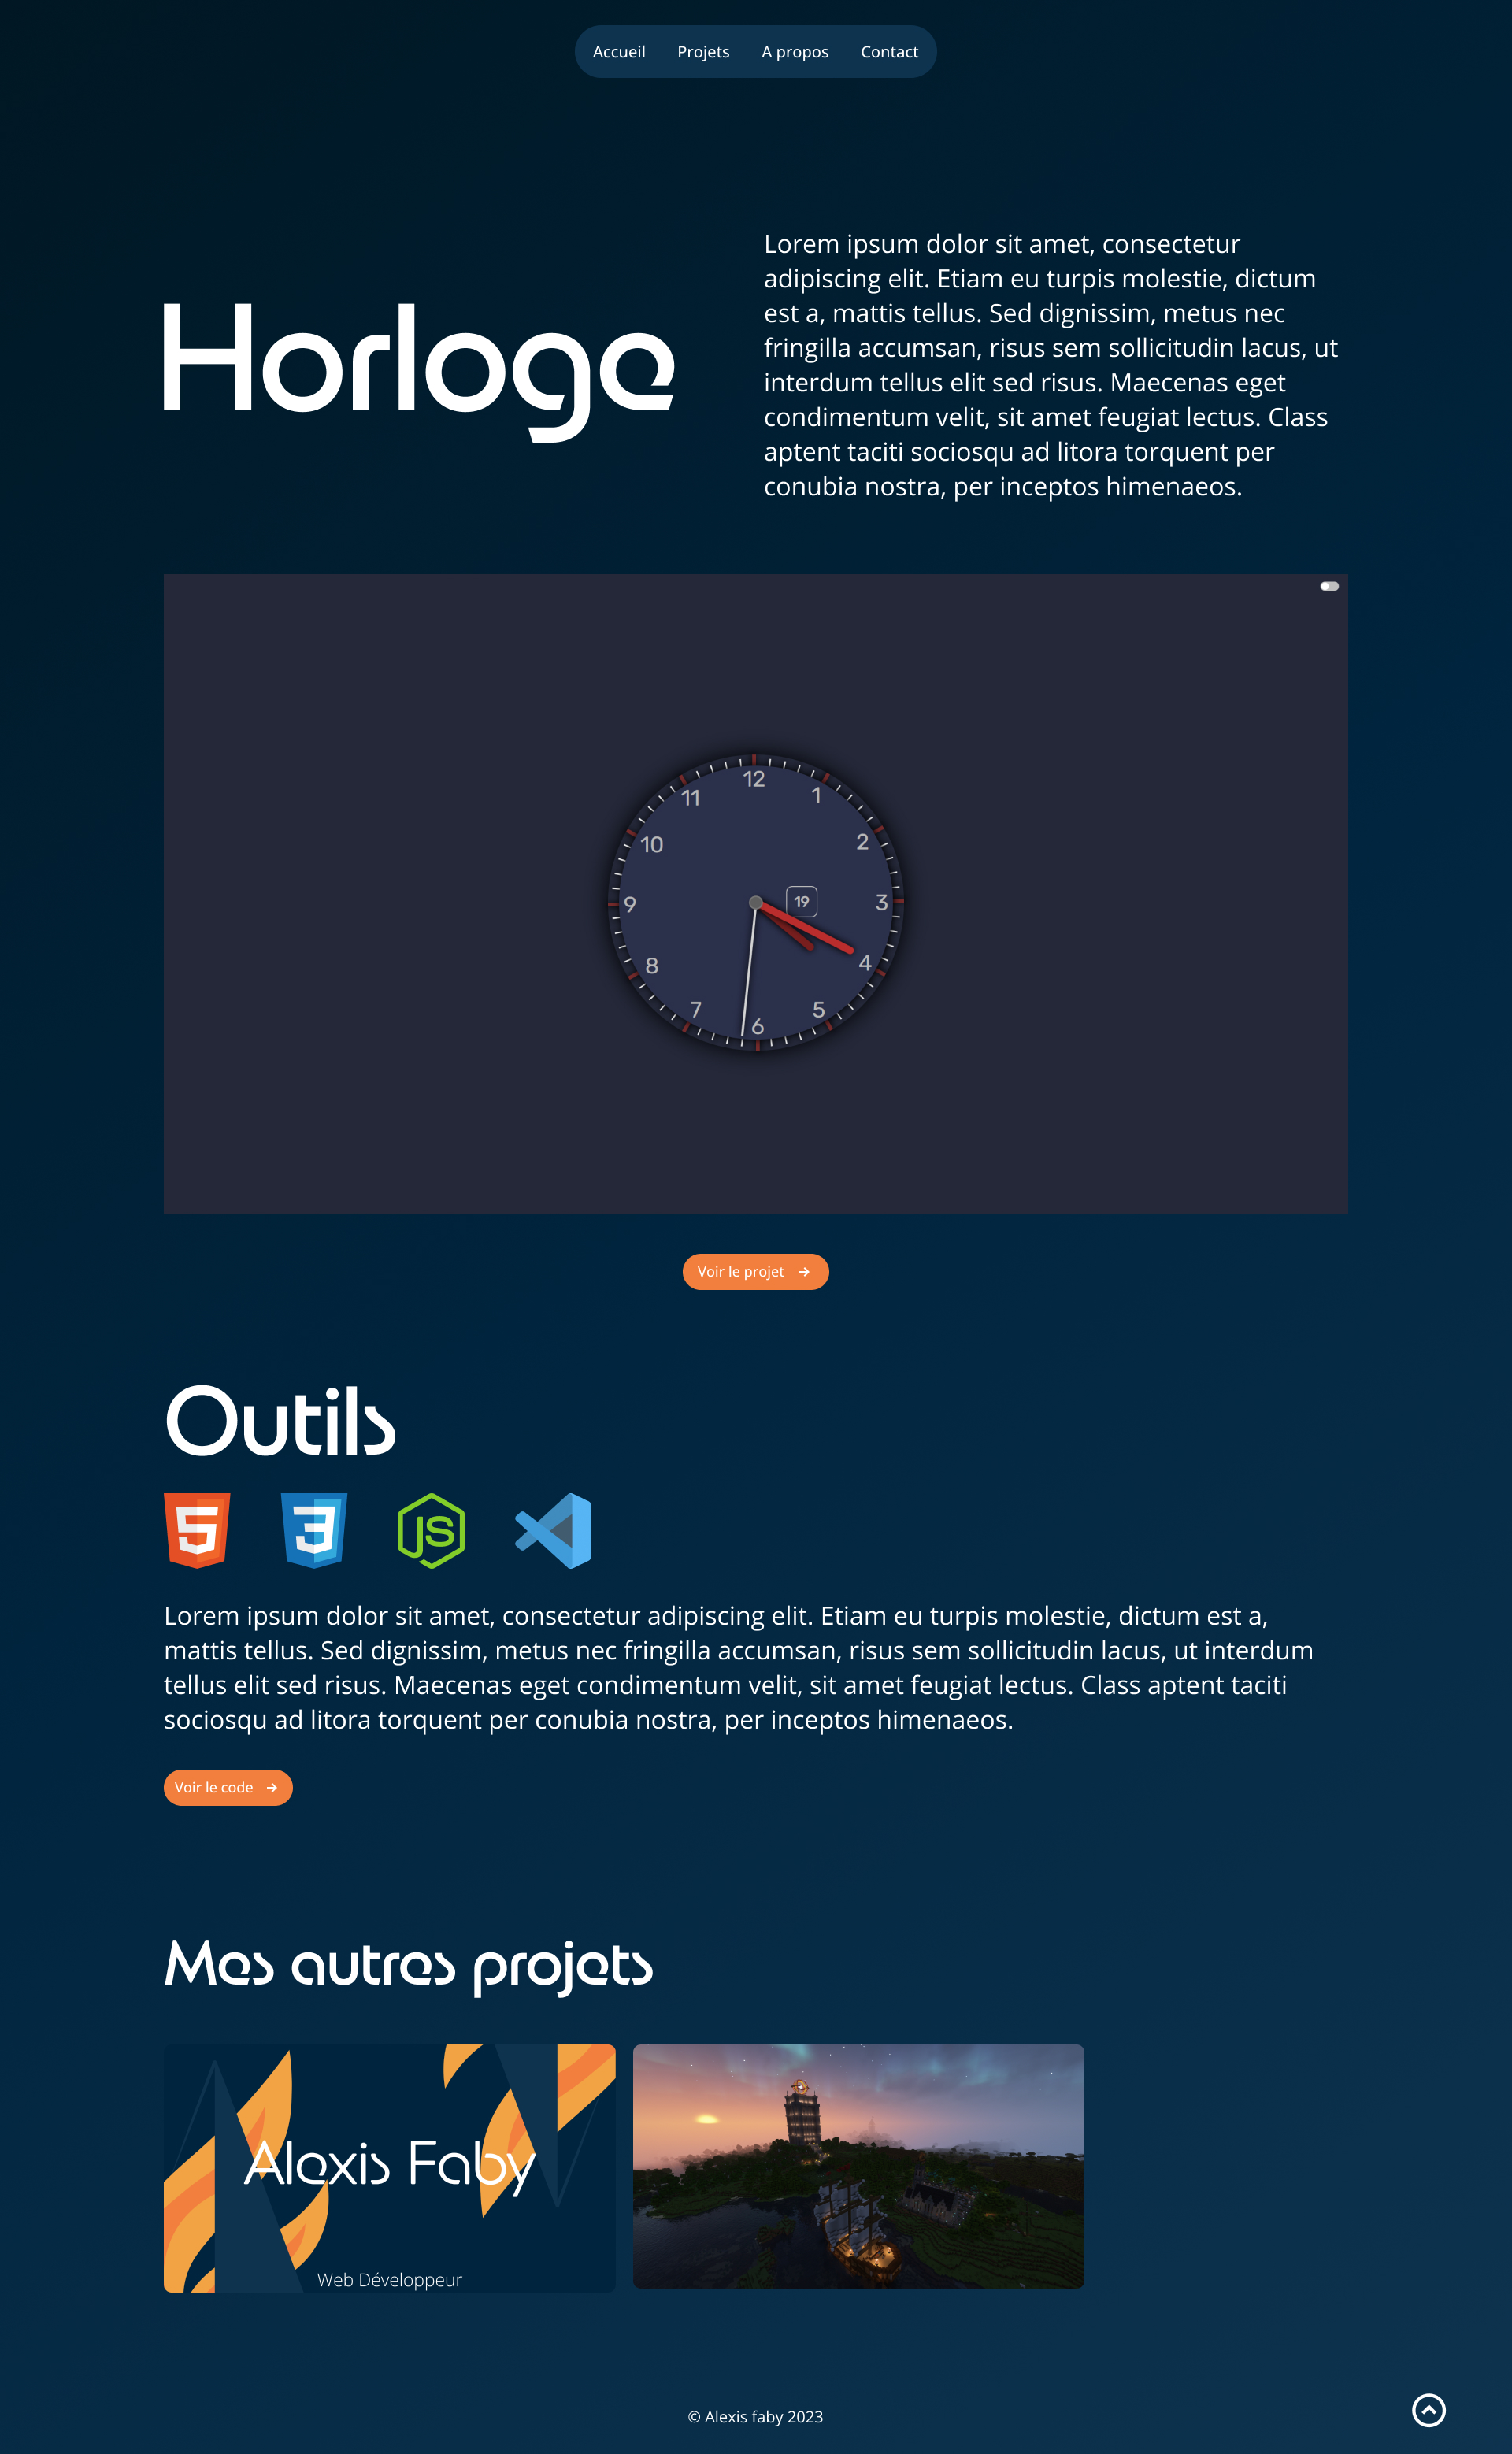 Accueil Projets A propos Contact
Horloge
Lorem ipsum dolor sit amet, consectetur
adipiscing elit. Etiam eu turpis molestie, dictum
est a, mattis tellus. Sed dignissim, metus nec
fringilla accumsan, risus sem sollicitudin lacus, ut
interdum tellus elit sed risus. Maecenas eget
condimentum velit, sit amet feugiat lectus. Class
aptent taciti sociosqu ad litora torquent per
conubia nostra, per inceptos himenaeos.
12
11 1
10 2
9 19 3
8 4
7 5
6
Voir le projet →
Outils
5 3 JS
Lorem ipsum dolor sit amet, consectetur adipiscing elit. Etiam eu turpis molestie, dictum est a,
mattis tellus. Sed dignissim, metus nec fringilla accumsan, risus sem sollicitudin lacus, ut interdum
tellus elit sed risus. Maecenas eget condimentum velit, sit amet feugiat lectus. Class aptent taciti
sociosqu ad litora torquent per conubia nostra, per inceptos himenaeos.
Voir le code →
Mes autres projets
Alexis Faby
Web Développeur
© Alexis faby 2023